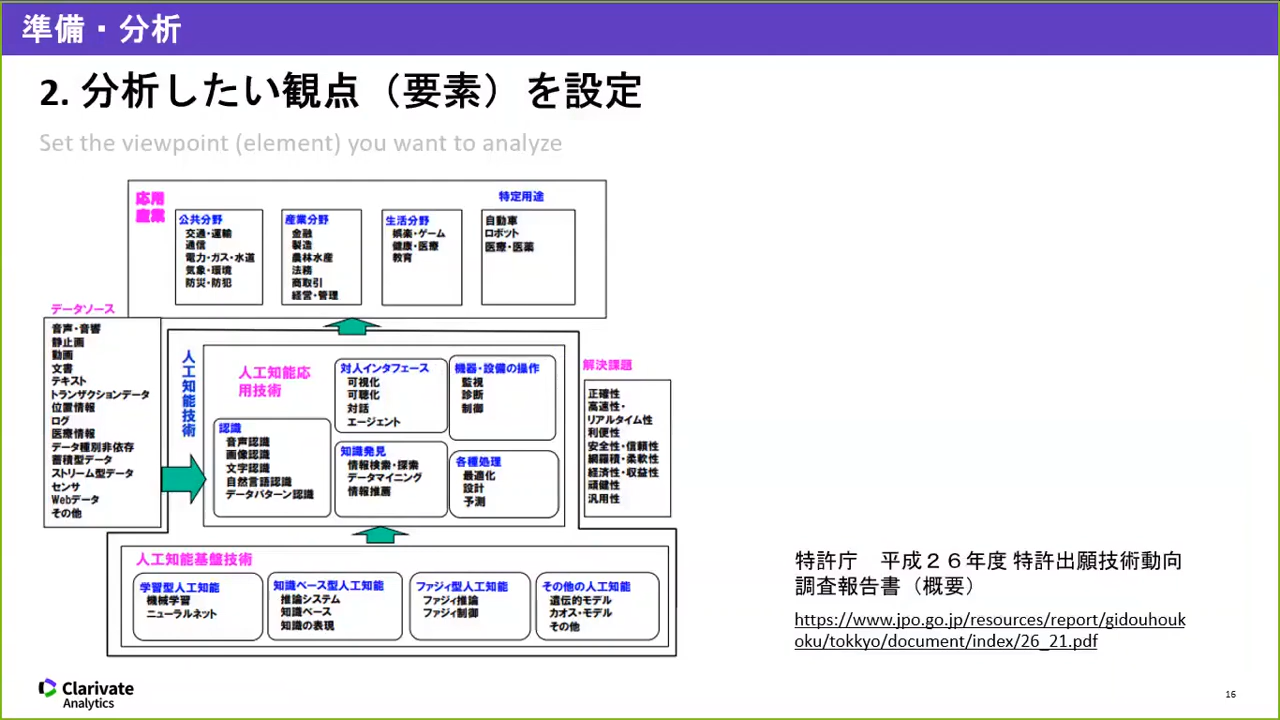 準備・分析
2. 分析したい観点（要素）を設定
Set the viewpoint (element) you want to analyze
応用
産業
公共分野
交通・運輸
通信
電力・ガス・水道
気象・環境
防災・防犯
産業分野
金融
製造
農林水産
法務
商取引
経営・管理
生活分野
娯楽・ゲーム
健康・医療
教育
特定用途
自動車
ロボット
医療・医薬
データソース
音声・音響
静止画
動画
文書
テキスト
トランザクションデータ
位置情報
ログ
医療情報
データ種別非依存
蓄積型データ
ストリーム型データ
センサ
Webデータ
その他
人工知能技術
人工知能応
用技術
認識
音声認識
画像認識
文字認識
自然言語認識
データパターン認識
対人インタフェース
可視化
可聴化
対話
エージェント
知識発見
情報検索・探索
データマイニング
情報推薦
機器・設備の操作
監視
診断
制御
各種処理
最適化
設計
予測
解決課題
正確性
高速性・
リアルタイム性
利便性
安全性・信頼性
網羅積・柔軟性
経済性・収益性
頑健性
汎用性
人工知能基盤技術
学習型人工知能
機械学習
ニューラルネット
知識ベース型人工知能
推論システム
知識ベース
知識の表現
ファジィ型人工知能
ファジィ推論
ファジィ制御
その他の人工知能
遺伝的モデル
カオス・モデル
その他
特許庁　平成２６年度 特許出願技術動向
調査報告書（概要）
https://www.jpo.go.jp/resources/report/gidouhouk
oku/tokkyo/document/index/26_21.pdf
Clarivate
Analytics
16